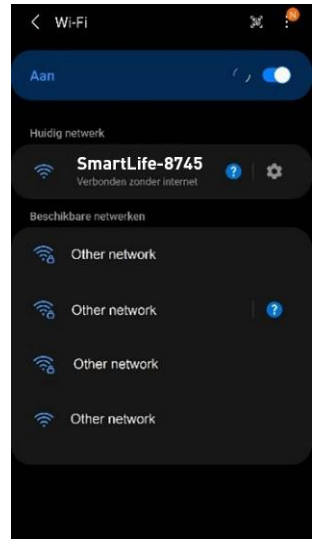 Wi-Fi
N
Aan
Huidig netwerk
SmartLife-8745
Verbonden zonder internet
?
Beschikbare netwerken
Other network
Other network
?
Other network
Other network